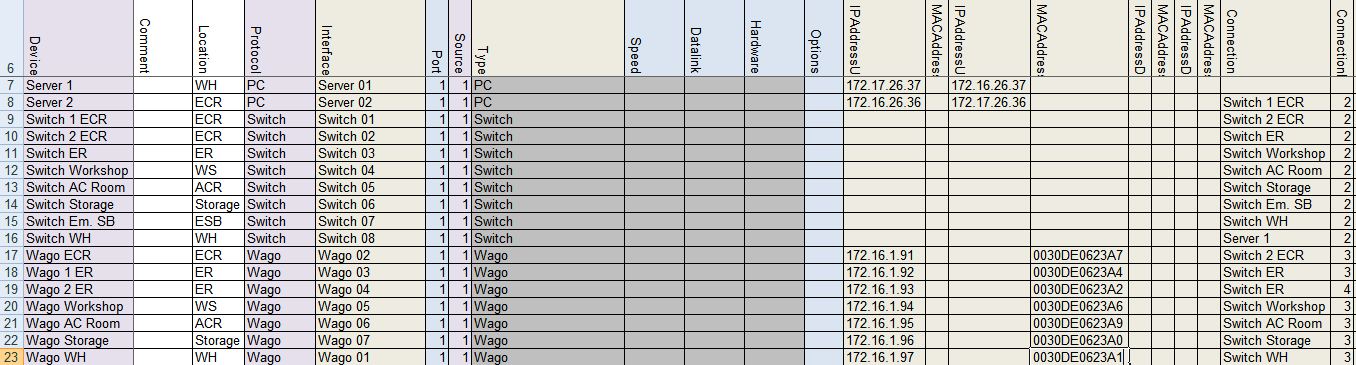 6 Device Comment Location Protocol Interface Port Source Type Speed Datalink Hardware Options IPAddressU MACAddress IPAddressU MACAddress IPAddressD MACAddress IPAddressD MACAddress Connection ConnectionI
7 Server 1 WH PC Server 01 1 1 PC 172.17.26.37 172.16.26.37
8 Server 2 ECR PC Server 02 1 1 PC 172.16.26.36 172.17.26.36 Switch 1 ECR 2
9 Switch 1 ECR ECR Switch Switch 01 1 1 Switch Switch 2 ECR 2
10 Switch 2 ECR ECR Switch Switch 02 1 1 Switch Switch ER 2
11 Switch ER ER Switch Switch 03 1 1 Switch Switch Workshop 2
12 Switch Workshop WS Switch Switch 04 1 1 Switch Switch AC Room 2
13 Switch AC Room ACR Switch Switch 05 1 1 Switch Switch Storage 2
14 Switch Storage Storage Switch Switch 06 1 1 Switch Switch Em. SB 2
15 Switch Em. SB ESB Switch Switch 07 1 1 Switch Switch WH 2
16 Switch WH WH Switch Switch 08 1 1 Switch Server 1 2
17 Wago ECR ECR Wago Wago 02 1 1 Wago 172.16.1.91 0030DE0623A7 Switch 2 ECR 3
18 Wago 1 ER ER Wago Wago 03 1 1 Wago 172.16.1.92 0030DE0623A4 Switch ER 3
19 Wago 2 ER ER Wago Wago 04 1 1 Wago 172.16.1.93 0030DE0623A2 Switch ER 4
20 Wago Workshop WS Wago Wago 05 1 1 Wago 172.16.1.94 0030DE0623A6 Switch Workshop 3
21 Wago AC Room ACR Wago Wago 06 1 1 Wago 172.16.1.95 0030DE0623A9 Switch AC Room 3
22 Wago Storage Storage Wago Wago 07 1 1 Wago 172.16.1.96 0030DE0623A0 Switch Storage 3
23 Wago WH WH Wago Wago 01 1 1 Wago 172.16.1.97 0030DE0623A1 Switch WH 3